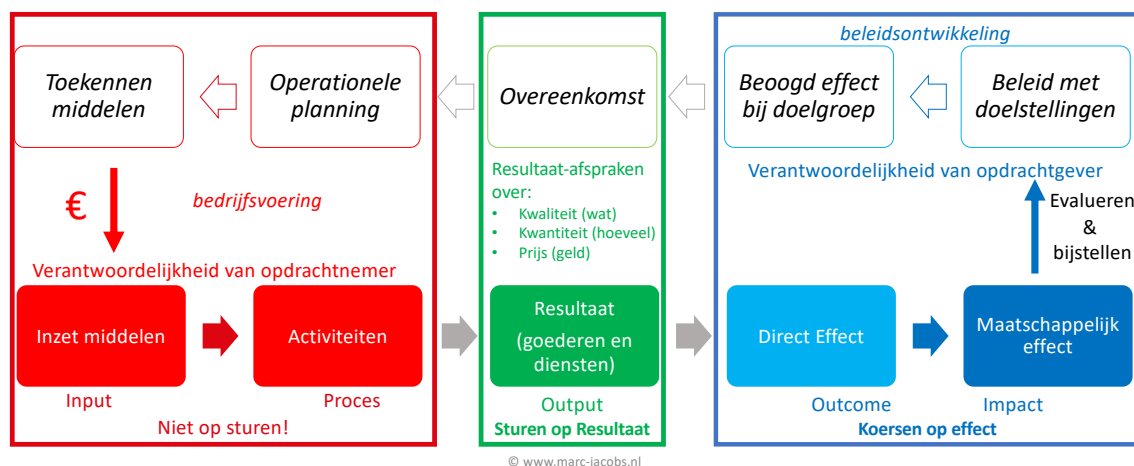 beleidsontwikkeling
Toekennen
middelen
Operationele
planning
Overeenkomst
Beoogd effect
bij doelgroep
Beleid met
doelstellingen
€
bedrijfsvoering
Verantwoordelijkheid van opdrachtnemer
Resultaat-afspraken
over:
• Kwaliteit (wat)
• Kwantiteit (hoeveel)
• Prijs (geld)
Verantwoordelijkheid van opdrachtgever
Evalueren
&
bijstellen
Inzet middelen
Activiteiten
Resultaat
(goederen en
diensten)
Direct Effect
Maatschappelijk
effect
Input
Proces
Niet op sturen!
Output
Sturen op Resultaat
Outcome
Impact
Koersen op effect
© www.marc-jacobs.nl